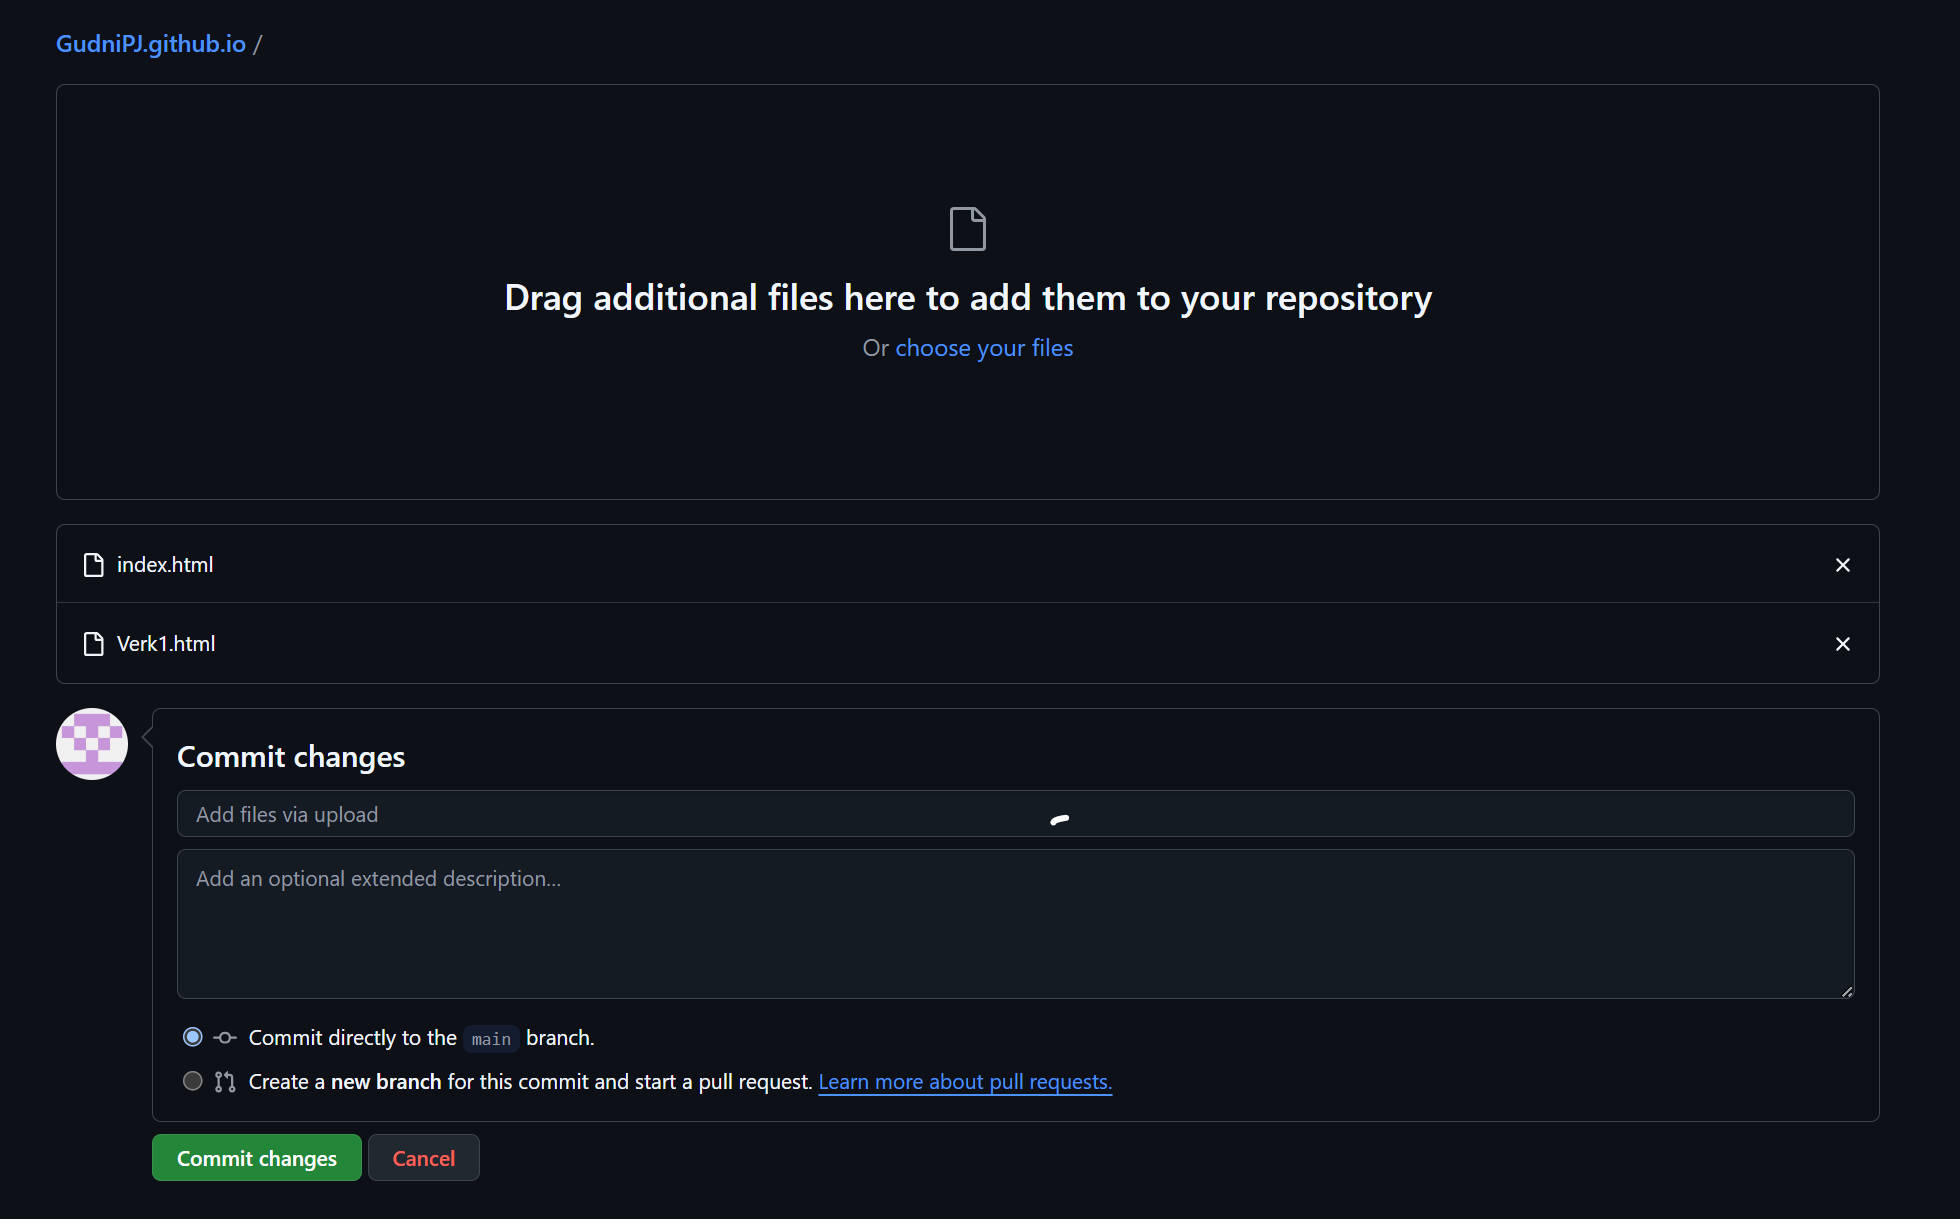 GudniPJ.github.io /
Drag additional files here to add them to your repository
Or choose your files
index.html
Verk1.html
Commit changes
Add files via upload
Add an optional extended description...
Commit directly to the main branch.
Create a new branch for this commit and start a pull request. Learn more about pull requests.
Commit changes
Cancel